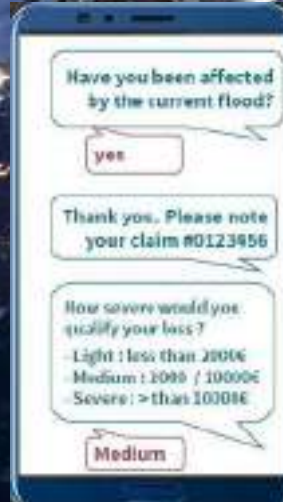 Have you been affected
by the current flood?
yes
Thank you. Please note
your claim #0123456
How severe would you
qualify your loss ?
- Light : less than 2000€
- Medium : 2000 / 10000€
- Severe : > than 10000€
Medium